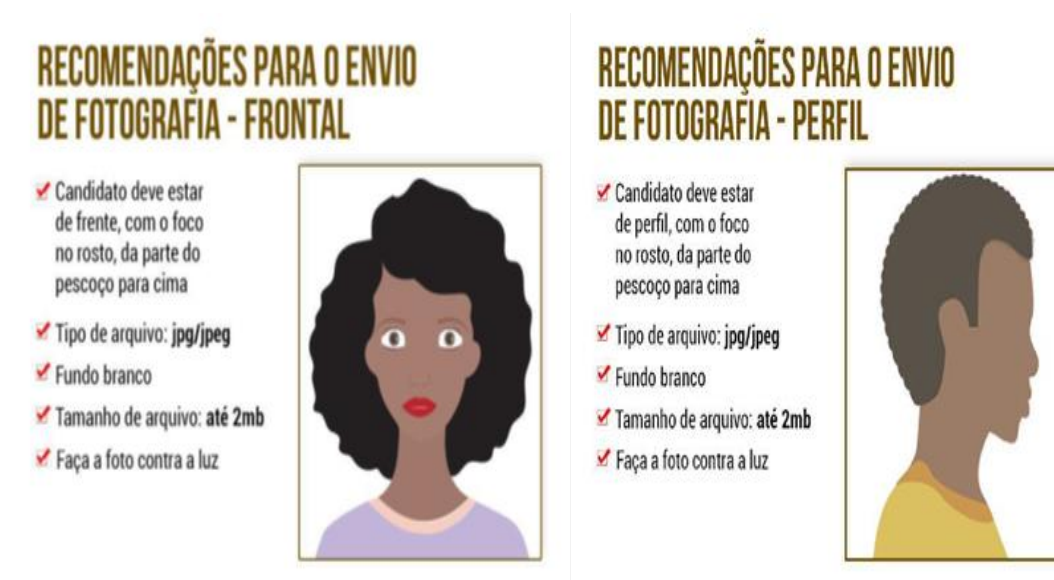 RECOMENDAÇÕES PARA O ENVIO
DE FOTOGRAFIA - FRONTAL
Candidato deve estar
de frente, com o foco
no rosto, da parte do
pescoço para cima
Tipo de arquivo: jpg/jpeg
Fundo branco
Tamanho de arquivo: até 2mb
Faça a foto contra a luz
RECOMENDAÇÕES PARA O ENVIO
DE FOTOGRAFIA - PERFIL
Candidato deve estar
de perfil, com o foco
no rosto, da parte do
pescoço para cima
Tipo de arquivo: jpg/jpeg
Fundo branco
Tamanho de arquivo: até 2mb
Faça a foto contra a luz